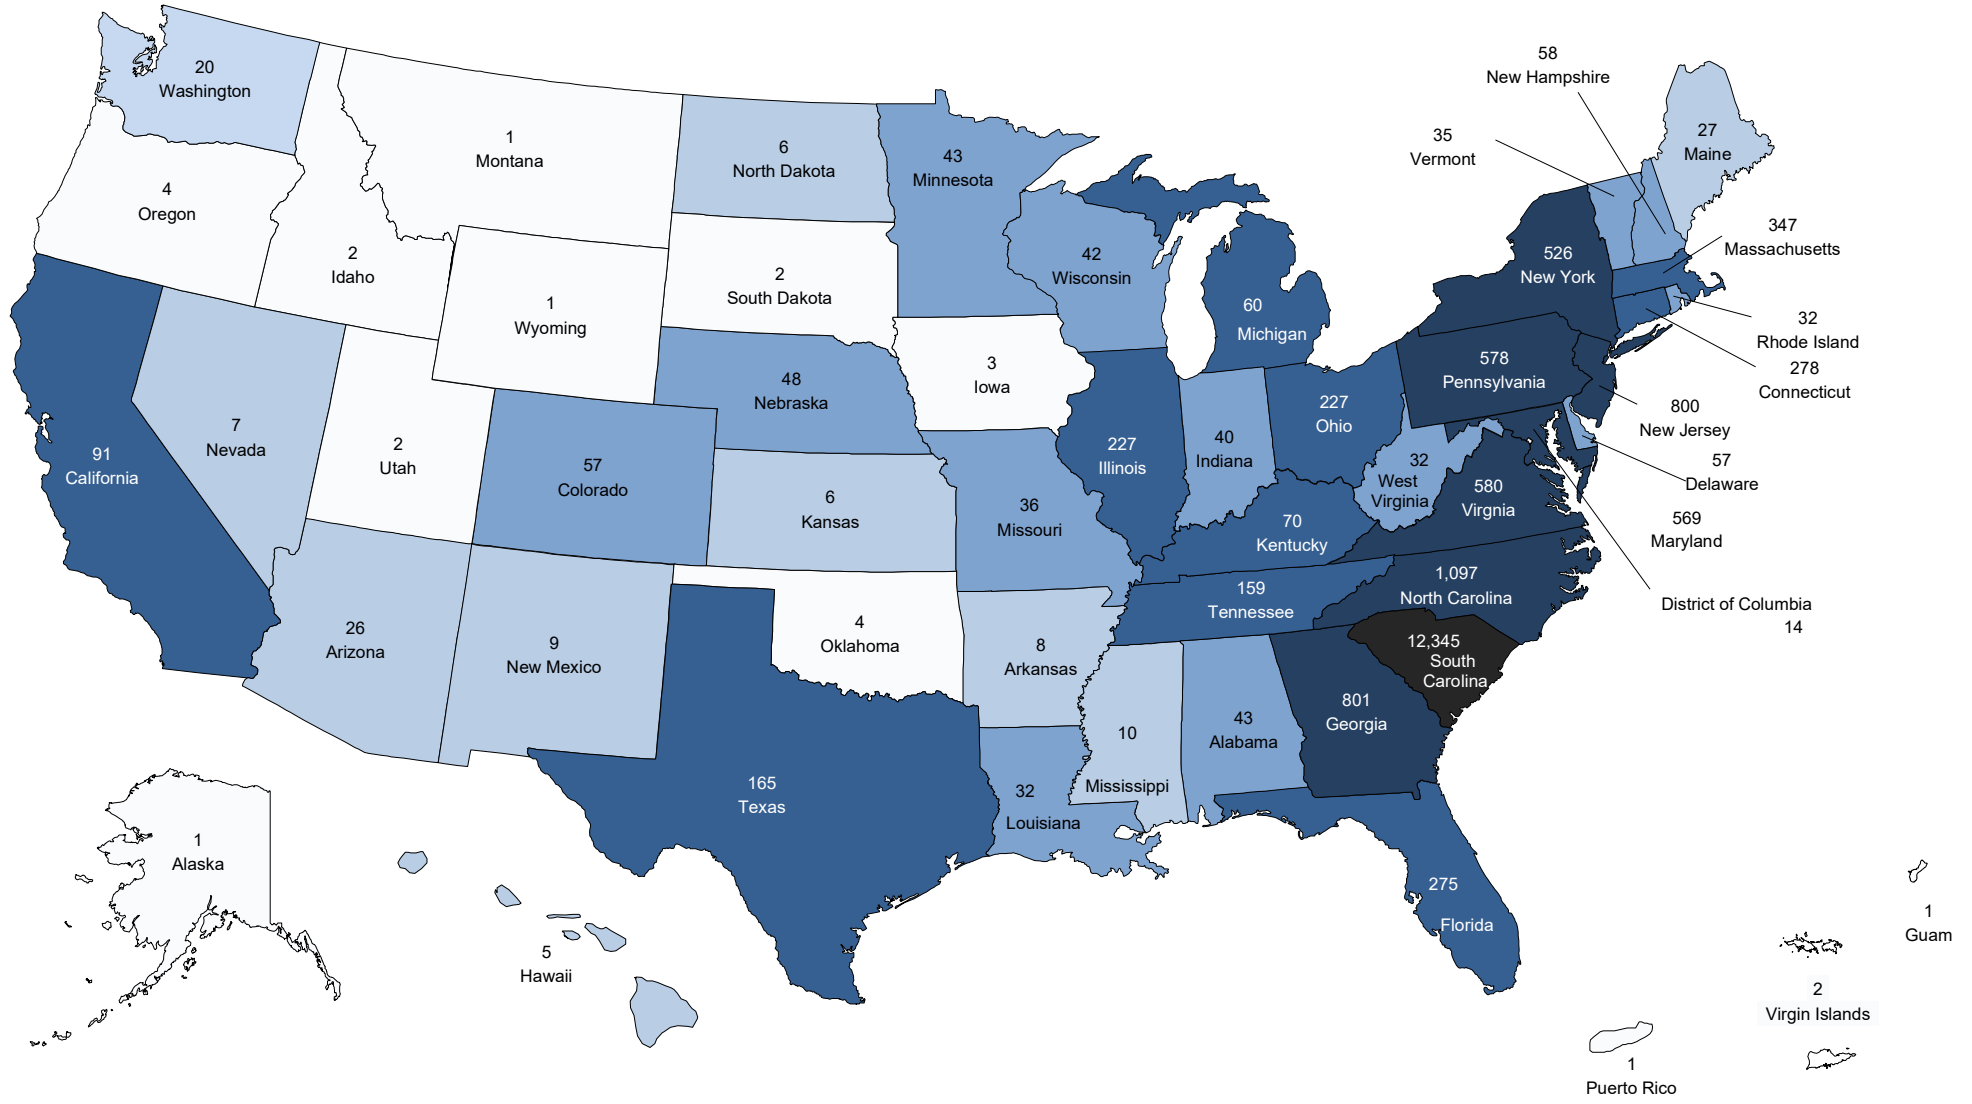 20
Washington
4
Oregon
2
Idaho
1
Montana
6
North Dakota
43
Minnesota
2
South Dakota
1
Wyoming
42
Wisconsin
60
Michigan
58
New Hampshire
35
Vermont
27
Maine
347
Massachusetts
526
New York
32
Rhode Island
278
Connecticut
578
Pennsylvania
800
New Jersey
57
Delaware
569
Maryland
District of Columbia
14
91
California
7
Nevada
2
Utah
57
Colorado
48
Nebraska
3
Iowa
6
Kansas
36
Missouri
227
Illinois
40
Indiana
227
Ohio
32
West
Virginia
580
Virgnia
70
Kentucky
159
Tennessee
1,097
North Carolina
12,345
South
Carolina
26
Arizona
9
New Mexico
4
Oklahoma
8
Arkansas
165
Texas
32
Louisiana
10
Mississippi
43
Alabama
801
Georgia
275
Florida
1
Alaska
5
Hawaii
1
Guam
2
Virgin Islands
1
Puerto Rico